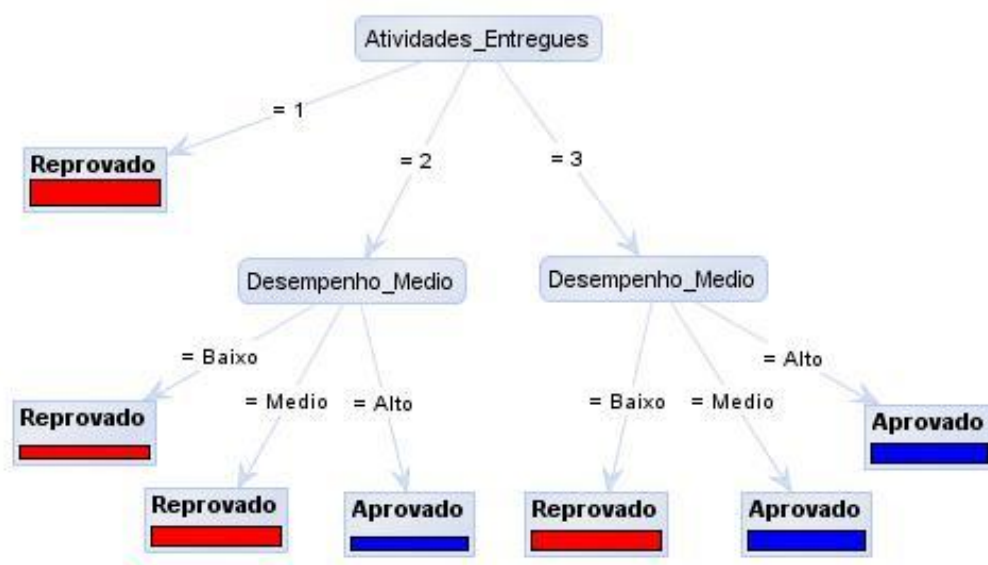 Atividades_Entregues
= 1
= 2
= 3
Reprovado
Desempenho_Medio
Desempenho_Medio
= Baixo
= Medio
= Alto
= Baixo
= Medio
= Alto
Reprovado
Reprovado
Aprovado
Reprovado
Aprovado
Aprovado